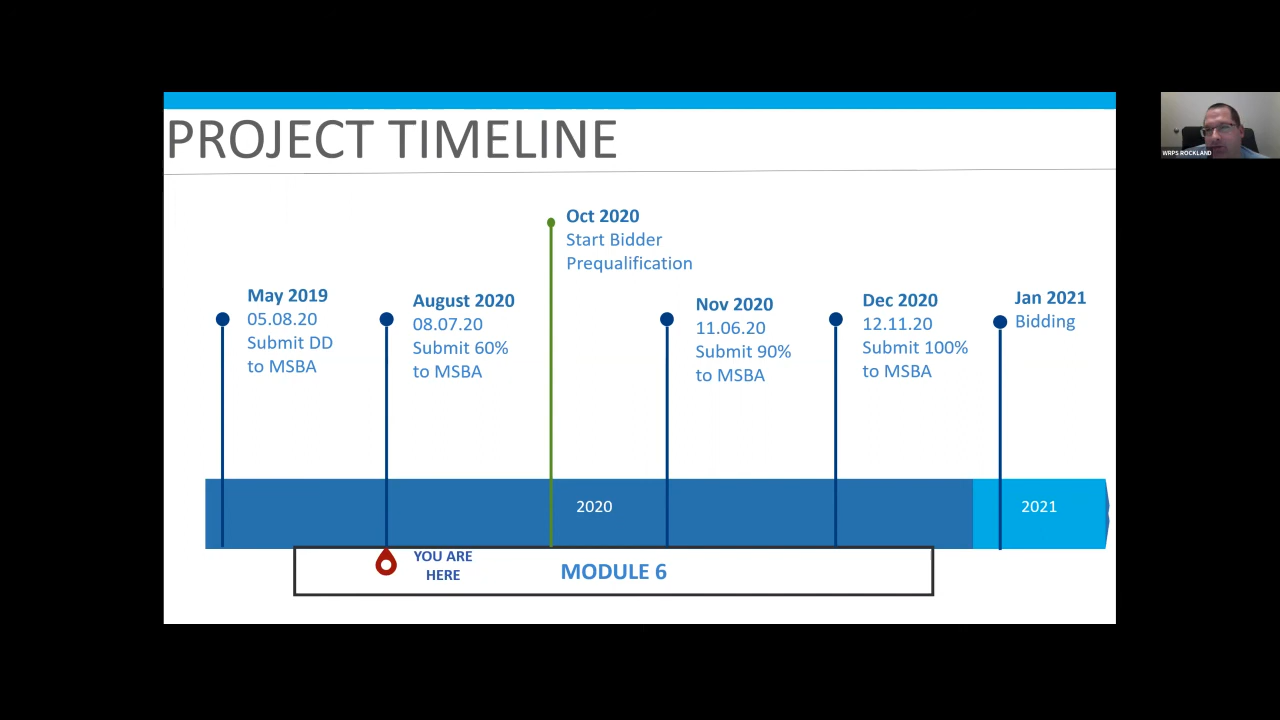 PROJECT TIMELINE
WRPS ROCKLAND
Oct 2020
Start Bidder
Prequalification
May 2019
05.08.20
Submit DD
to MSBA
August 2020
08.07.20
Submit 60%
to MSBA
Nov 2020
11.06.20
Submit 90%
to MSBA
Dec 2020
12.11.20
Submit 100%
to MSBA
Jan 2021
Bidding
2020
2021
YOU ARE
HERE
MODULE 6